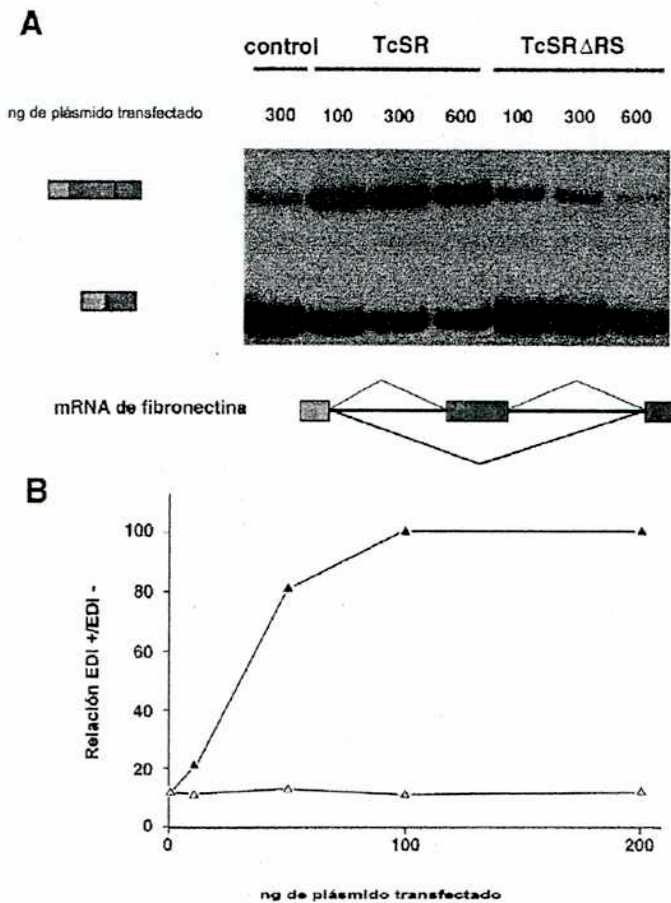 A
control TcSR TcSRΔRS
ng de plásmido transfectado 300 100 300 600 100 300 600
mRNA de fibronectina
B
Relación EDI +/EDI -
100
80
60
40
20
0
0 100 200
ng de plásmido transfectado